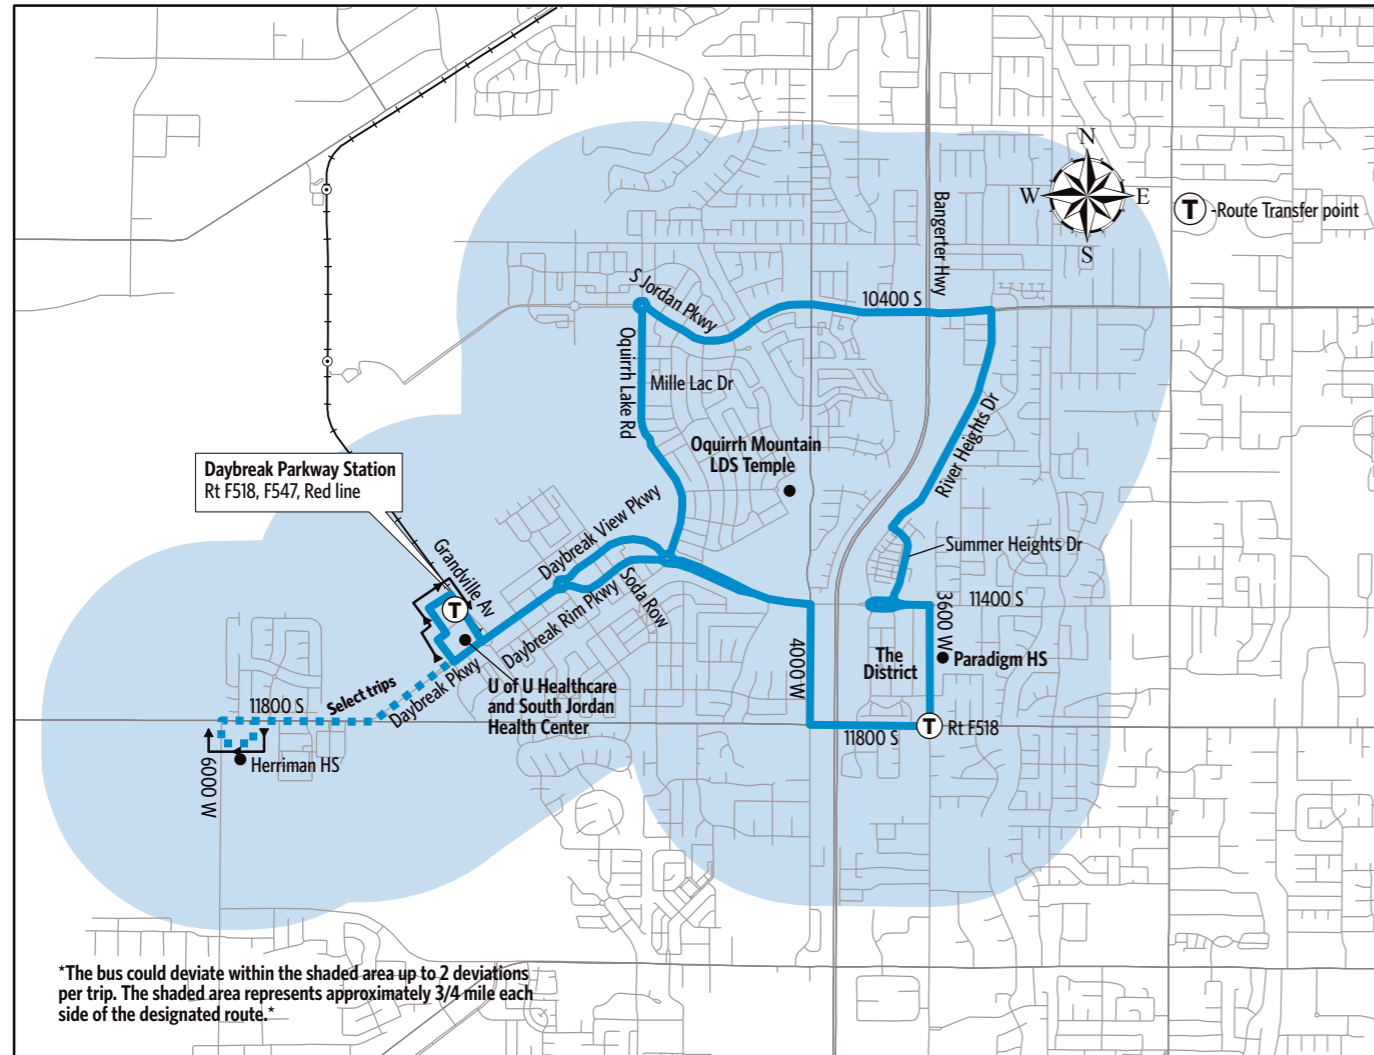 N
W
E
S
T
-Route Transfer point
Bangerter Hwy
S Jordan Pkwy
10400 S
Oquirrh Lake Rd
Mille Lac Dr
River Heights Dr
Oquirrh Mountain
LDS Temple
Daybreak Parkway Station
Rt F518, F547, Red line
Grandville Av
Daybreak View Pkwy
Summer Heights Dr
T
Soda Row
Daybreak Rim Pkwy
3600 W
11400 S
4000 W
The
District
Paradigm HS
Daybreak Pkwy
U of U Healthcare
and South Jordan
Health Center
Select trips
11800 S
11800 S
T
Rt F518
6000 W
Herriman HS
*The bus could deviate within the shaded area up to 2 deviations
per trip. The shaded area represents approximately 3/4 mile each
side of the designated route.*